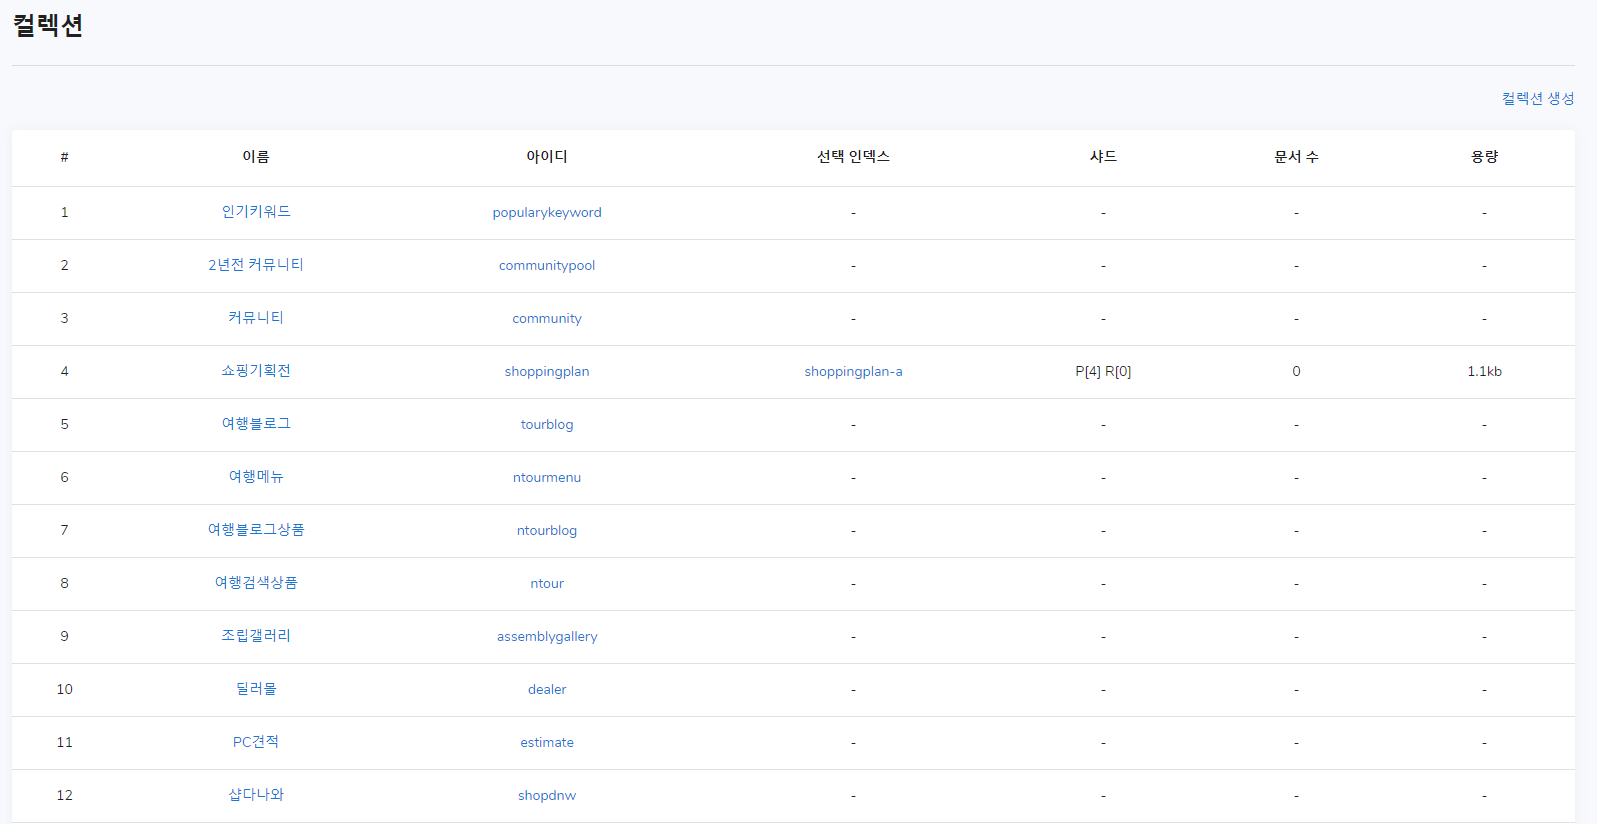 컬렉션
컬렉션 생성
# 이름 아이디 선택 인덱스 샤드 문서 수 용량
1 인기키워드 popularykeyword - - - -
2 2년전 커뮤니티 communitypool - - - -
3 커뮤니티 community - - - -
4 쇼핑기획전 shoppingplan shoppingplan-a P[4] R[0] 0 1.1kb
5 여행블로그 tourblog - - - -
6 여행메뉴 ntourmenu - - - -
7 여행블로그상품 ntourblog - - - -
8 여행검색상품 ntour - - - -
9 조립갤러리 assemblygallery - - - -
10 딜러몰 dealer - - - -
11 PC견적 estimate - - - -
12 샵다나와 shopdnw - - - -